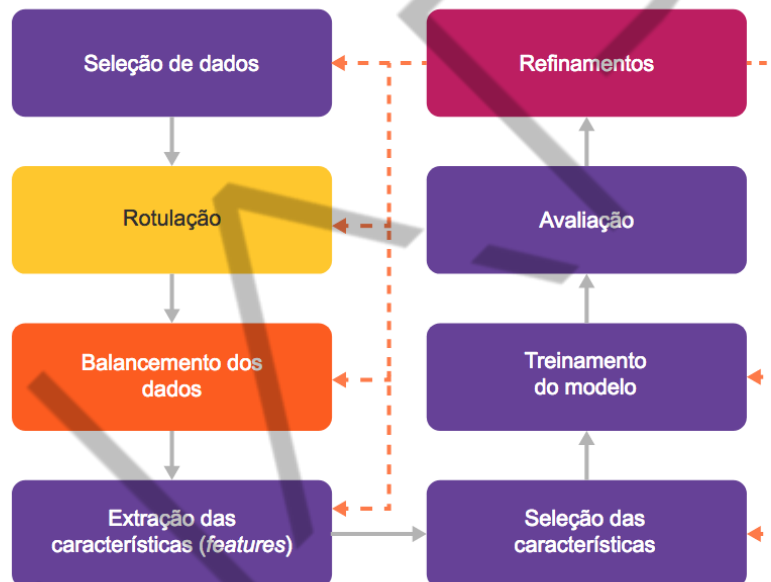 Seleção de dados
Rotulação
Balancemento dos
dados
Extração das
características (features)
Seleção das
características
Treinamento
do modelo
Avaliação
Refinamentos